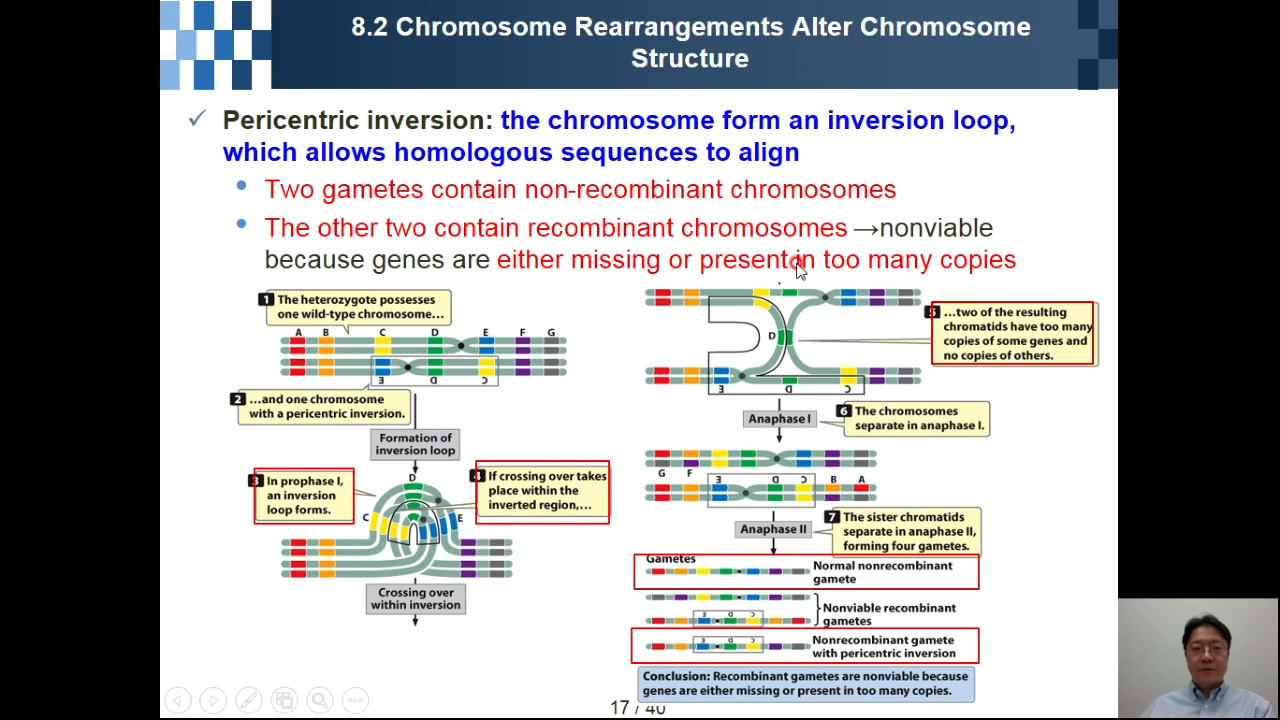 8.2 Chromosome Rearrangements Alter Chromosome
Structure
✓ Pericentric inversion: the chromosome form an inversion loop,
which allows homologous sequences to align
• Two gametes contain non-recombinant chromosomes
• The other two contain recombinant chromosomes →nonviable
because genes are either missing or present in too many copies
1 The heterozygote possesses
one wild-type chromosome…
A B C D E F G
E D C
2 …and one chromosome
with a pericentric inversion.
Formation of
inversion loop
3 In prophase I,
an inversion
loop forms.
D
C E
4 If crossing over takes
place within the
inverted region,…
Crossing over
within inversion
D
E D C
5 …two of the resulting
chromatids have too many
copies of some genes and
no copies of others.
Anaphase I
6 The chromosomes
separate in anaphase I.
G F E D C B A
Anaphase II
7 The sister chromatids
separate in anaphase II,
forming four gametes.
Gametes
Normal nonrecombinant
gamete
E D C
Nonviable recombinant
gametes
E D C
Nonrecombinant gamete
with pericentric inversion
Conclusion: Recombinant gametes are nonviable because
genes are either missing or present in too many copies.
17 / 40